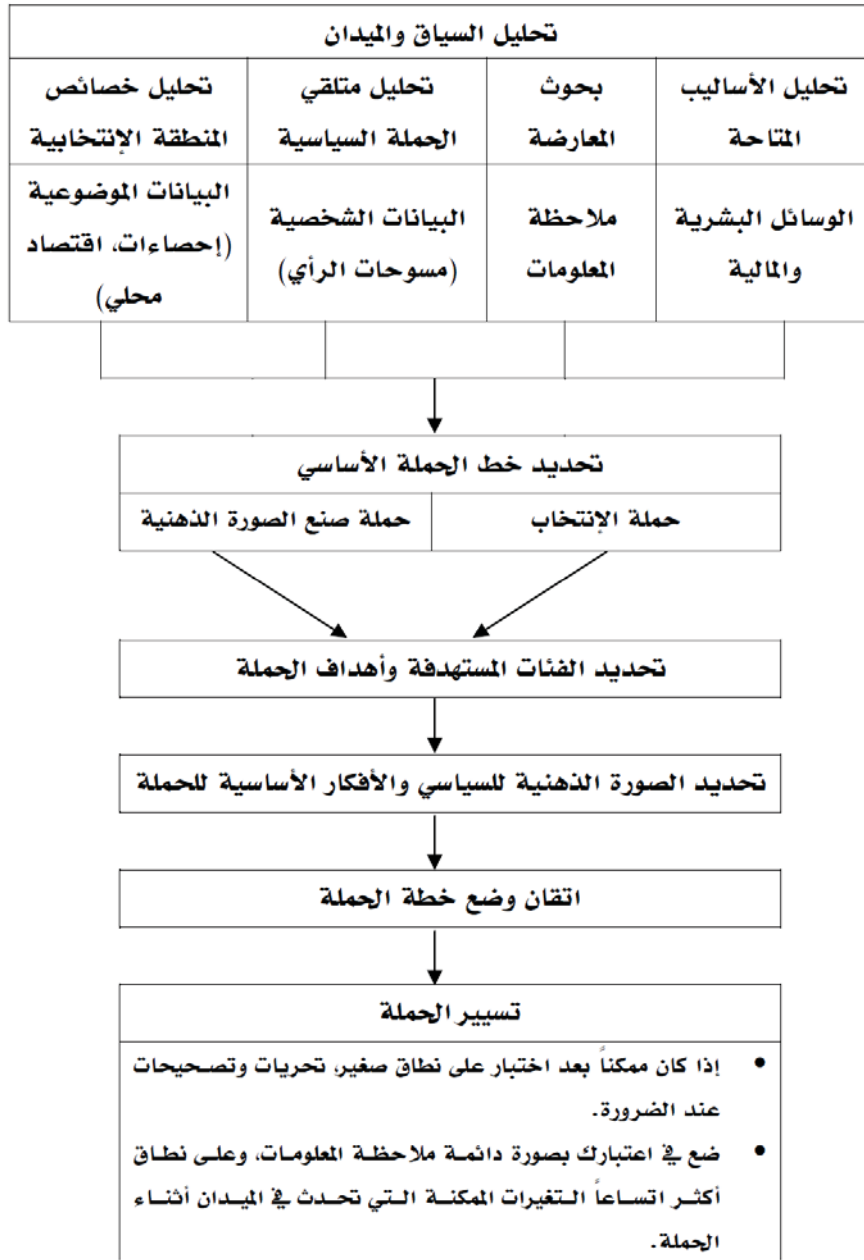 تحليل السياق والميدان
تحليل الأساليب
المتاحة
بحوث
المعارضة
تحليل متلقي
الحملة السياسية
تحليل خصائص
المنطقة الإنتخابية
الوسائل البشرية
والمالية
ملاحظة
المعلومات
البيانات الشخصية
(مسوحات الرأي)
البيانات الموضوعية
(إحصاءات، اقتصاد
محلي)
تحديد خط الحملة الأساسي
حملة الإنتخاب
حملة صنع الصورة الذهنية
تحديد الفئات المستهدفة وأهداف الحملة
تحديد الصورة الذهنية للسياسي والأفكار الأساسية للحملة
اتقان وضع خطة الحملة
تسيير الحملة
• إذا كان ممكناً بعد اختبار على نطاق صغير، تحريات وتصحيحات
عند الضرورة.
• ضع في اعتبارك بصورة دائمة ملاحظة المعلومات، وعلى نطاق
أكثر اتساعاً التغيرات الممكنة التي تحدث في الميدان أثناء
الحملة.